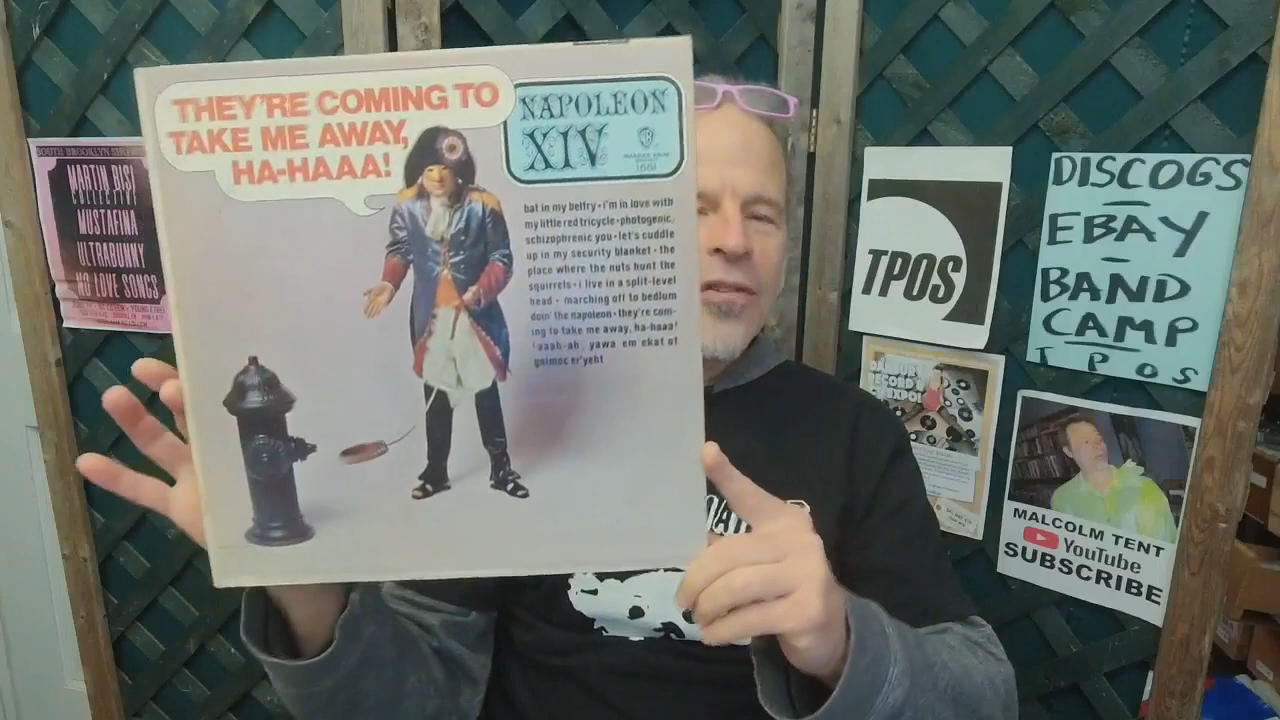 THEY'RE COMING TO
TAKE ME AWAY,
HA-HAAA!
NAPOLEON
XIV
bat in my belfry • i'm in love with
my little red tricycle • photogenic,
schizophrenic you • let's cuddle
up in my security blanket • the
place where the nuts hunt the
squirrels • i live in a split-level
head • marching off to bedlam
doin' the napoleon • they're com-
ing to take me away, ha-haaa!
!aaah-ah ,yawa em ekat ot
gnimoc er'yeht
MARTIN BISI
COLLECTIVE
MUSTAFINA
ULTRABUNNY
NO LOVE SONGS
TPOS
DISCOGS
EBAY
BAND
CAMP
TPOS
MALCOLM TENT
YouTube
SUBSCRIBE